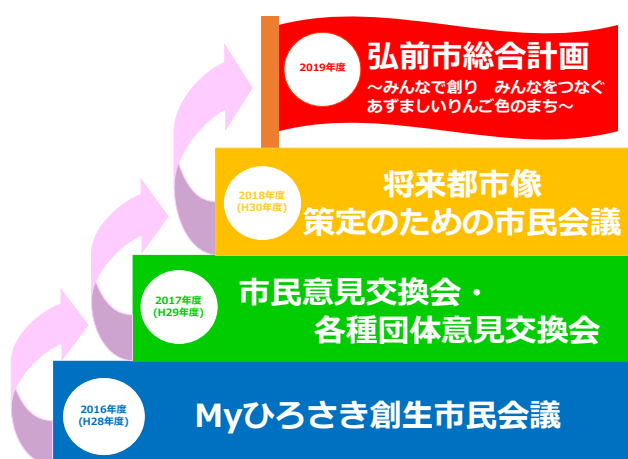 2019年度
弘前市総合計画
～みんなで創り　みんなをつなぐ
あずましいりんご色のまち～
2018年度
(H30年度)
将来都市像
策定のための市民会議
2017年度
(H29年度)
市民意見交換会・
各種団体意見交換会
2016年度
(H28年度)
Myひろさき創生市民会議